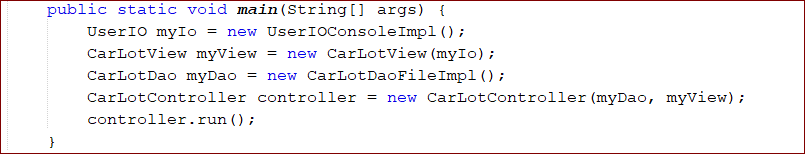 public static void main(String[] args) {
    UserIO myIo = new UserIOConsoleImpl();
    CarLotView myView = new CarLotView(myIo);
    CarLotDao myDao = new CarLotDaoFileImpl();
    CarLotController controller = new CarLotController(myDao, myView);
    controller.run();
}